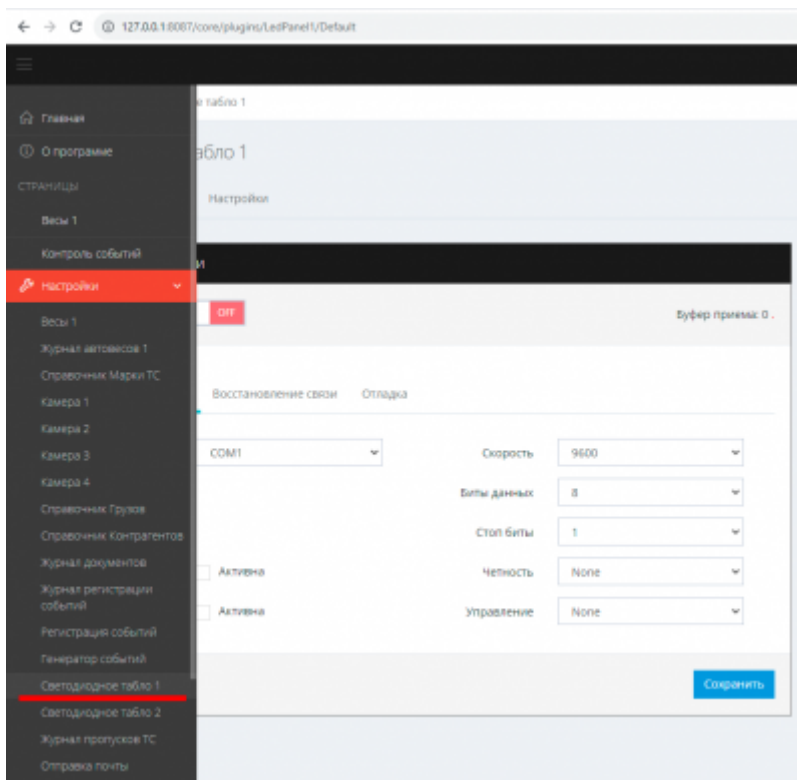 127.0.0.1:8087/core/plugins/LedPanel1/Default
е табло 1
Главная
О программе
абло 1
СТРАНИЦЫ
Настройки
Весы 1
Контроль событий
и
Настройки
OFF
Буфер приема: 0 .
Весы 1
Журнал автовесов 1
Справочник Марки ТС
Восстановление связи Отладка
Камера 1
Камера 2
Камера 3
COM1 Скорость 9600
Камера 4
Биты данных 8
Справочник Грузов
Справочник Контрагентов
Стоп биты 1
Журнал документов
Активна Четность None
Журнал регистрации
событий
Активна Управление None
Регистрация событий
Генератор событий
Светодиодное табло 1
Сохранить
Светодиодное табло 2
Журнал пропусков ТС
Отправка почты